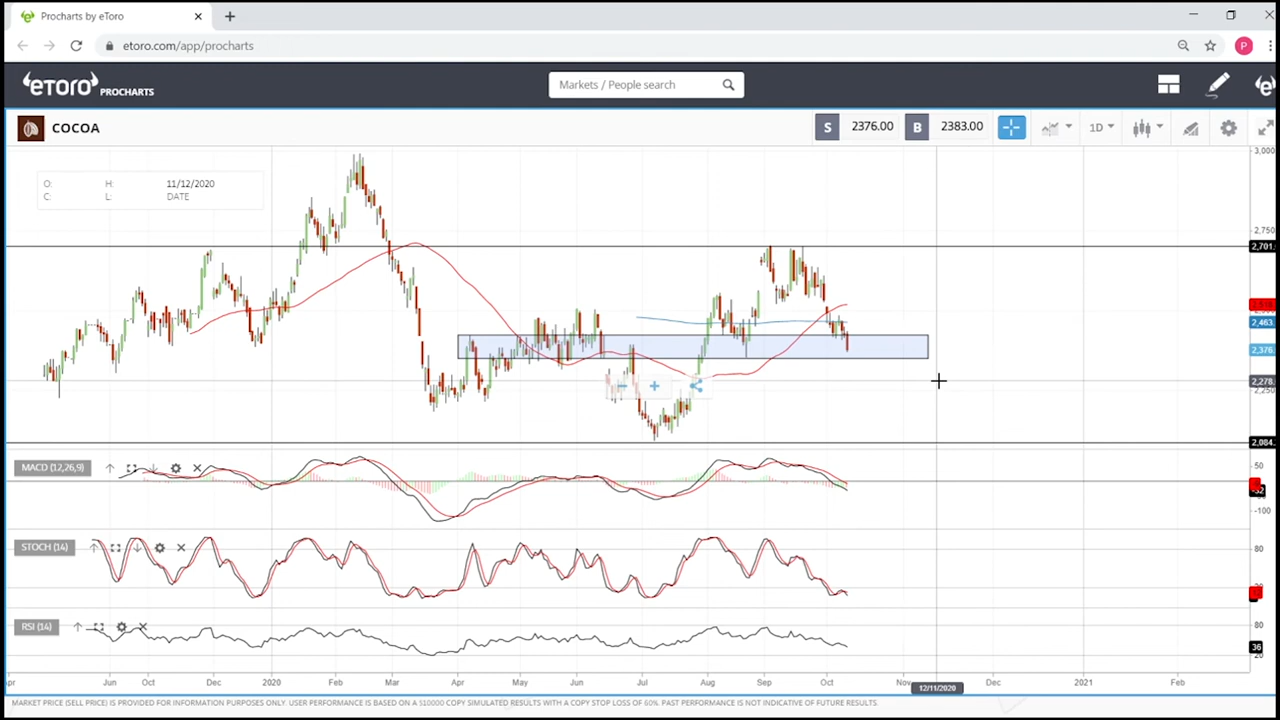 Procharts by eToro
etoro.com/app/procharts
P
eToro PROCHARTS
Markets / People search
COCOA
S 2376.00 B 2383.00 1D
O: H: 11/12/2020
C: L: DATE
3,000
2,750
2,701.
2,463.
2,376.
2,278.
2,250
2,084.
MACD (12,26,9)
50
-100
STOCH (14)
80
RSI (14)
80
36
20
Jun Oct Dec 2020 Feb Mar Apr May Jun Jul Aug Sep Oct Nov Dec 2021 Feb
12/11/2020
MARKET PRICE (SELL PRICE) IS PROVIDED FOR INFORMATION PURPOSES ONLY. USER PERFORMANCE IS BASED ON A $10000 COPY SIMULATED RESULTS WITH A COPY STOP LOSS OF 60%. PAST PERFORMANCE IS NOT INDICATIVE OF FUTURE RESULTS.